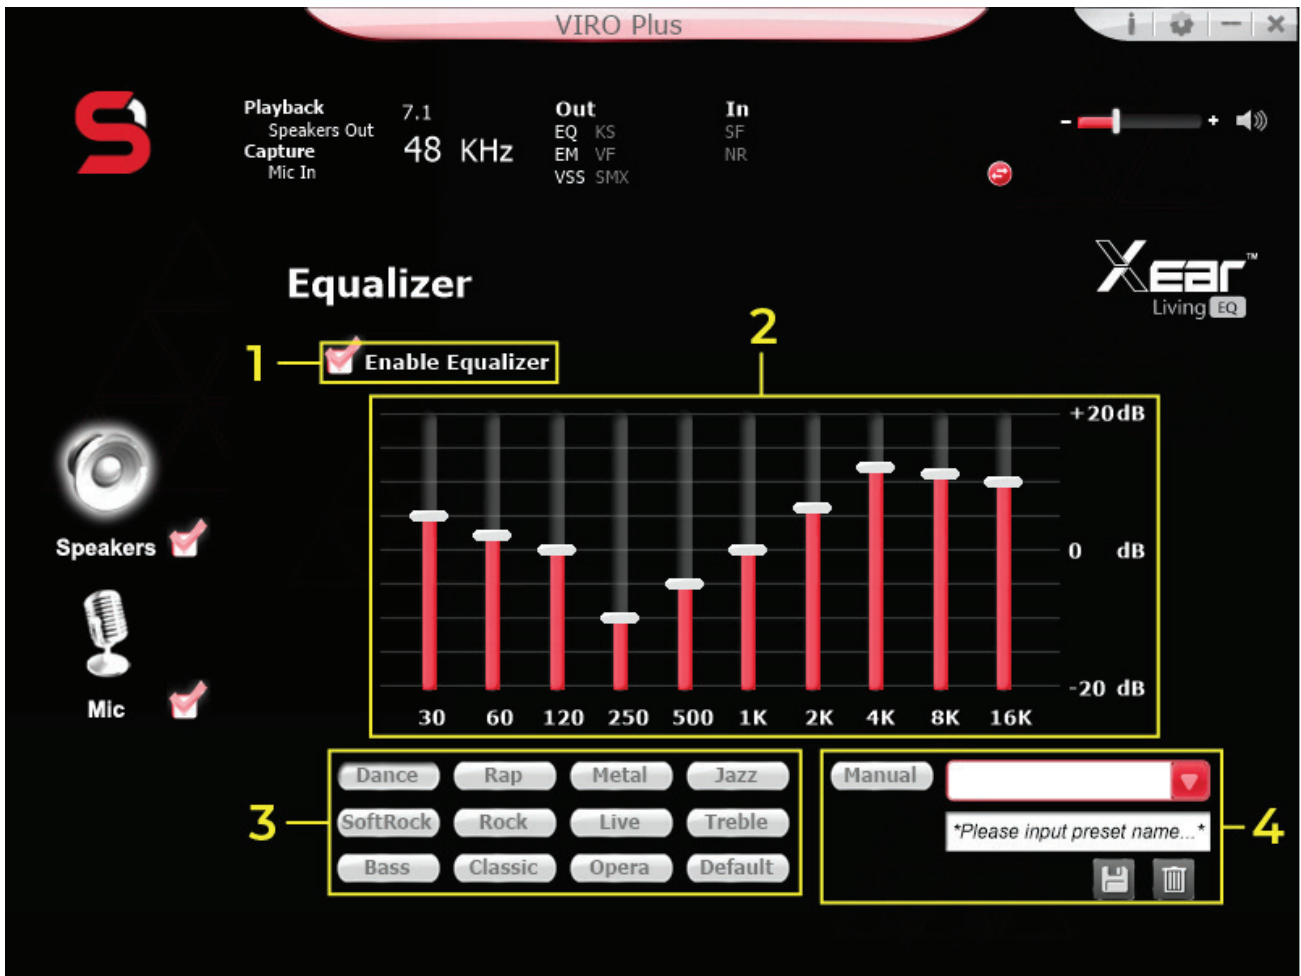 VIRO Plus
i
Playback 7.1 Out In
Speakers Out EQ KS SF
Capture 48 KHz EM VF NR
Mic In VSS SMX
- +
Xear™
Living EQ
Equalizer
1 Enable Equalizer 2
+20dB
0 dB
-20 dB
30 60 120 250 500 1K 2K 4K 8K 16K
Speakers
Mic
3
Dance Rap Metal Jazz
SoftRock Rock Live Treble
Bass Classic Opera Default
Manual
*Please input preset name...*
4